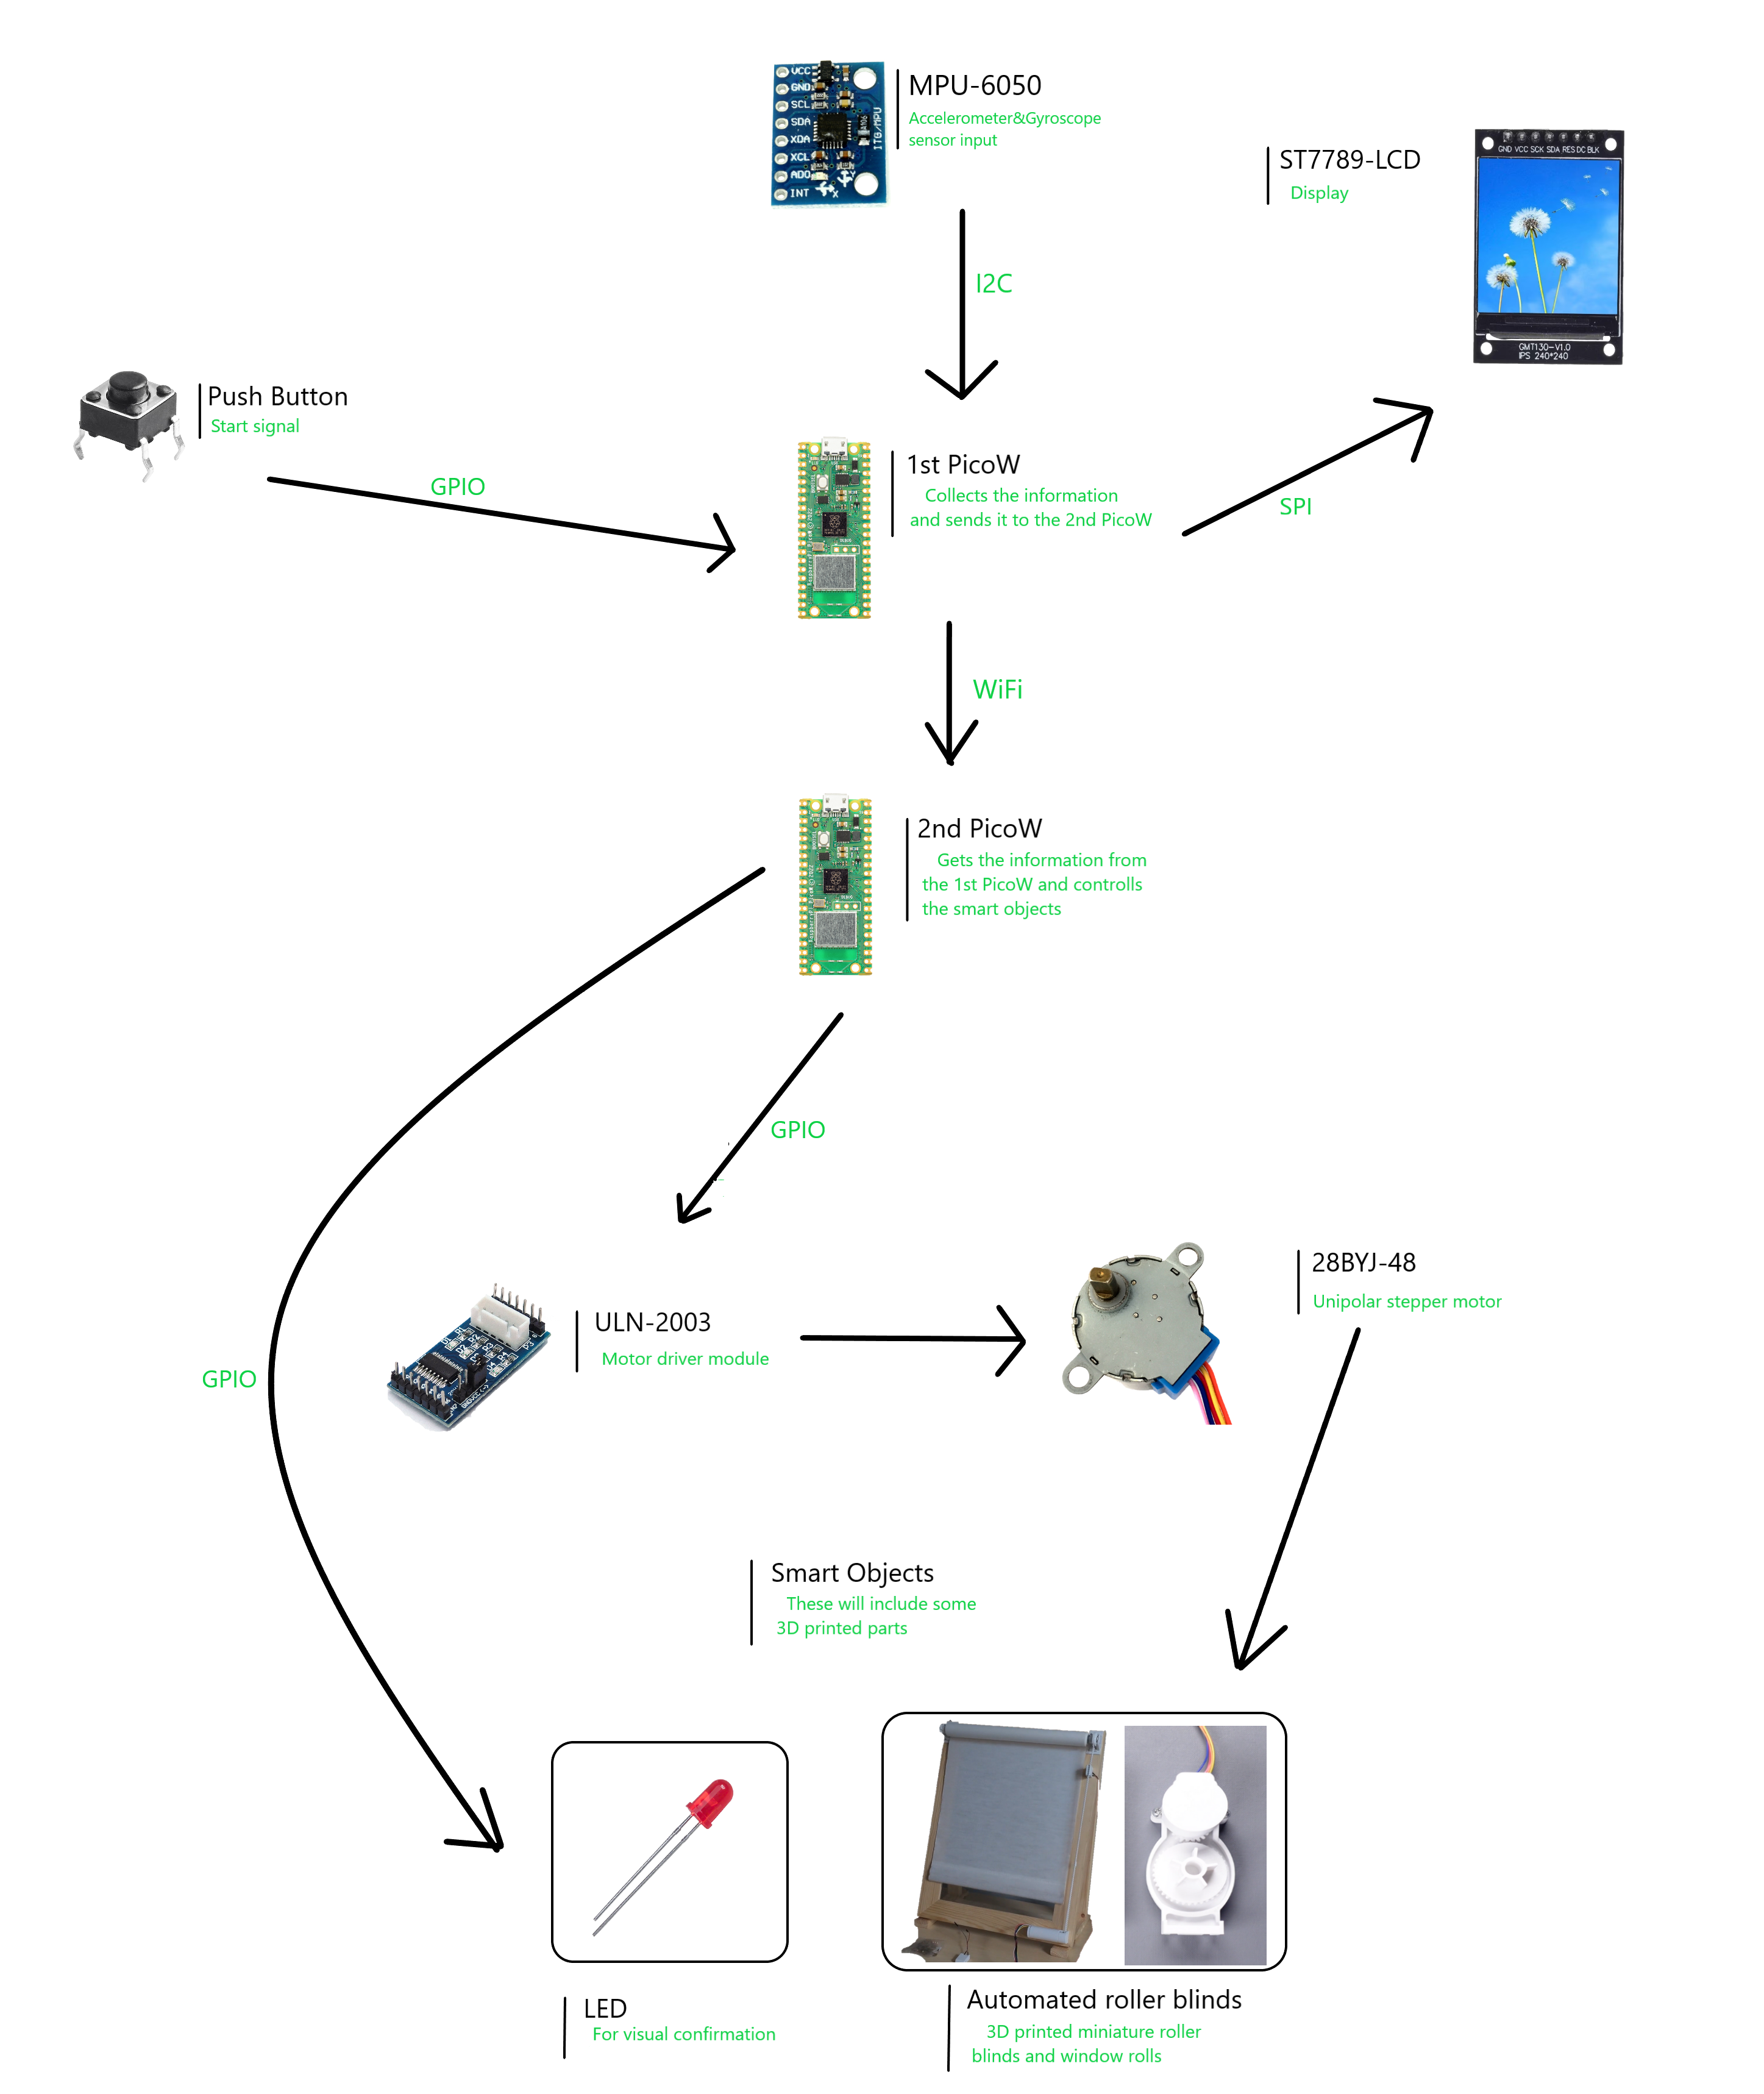 VCC
GND
SCL
SDA
XDA
XCL
ADO
INT
ITG/MPU
MPU-6050
Accelerometer&Gyroscope
sensor input
ST7789-LCD
Display
GND VCC SCK SDA RES DC BLK
GMT130-V1.0
IPS 240*240
I2C
Push Button
Start signal
GPIO
1st PicoW
Collects the information
and sends it to the 2nd PicoW
SPI
WiFi
2nd PicoW
Gets the information from
the 1st PicoW and controlls
the smart objects
GPIO
28BYJ-48
Unipolar stepper motor
ULN-2003
Motor driver module
GPIO
Smart Objects
These will include some
3D printed parts
LED
For visual confirmation
Automated roller blinds
3D printed miniature roller
blinds and window rolls